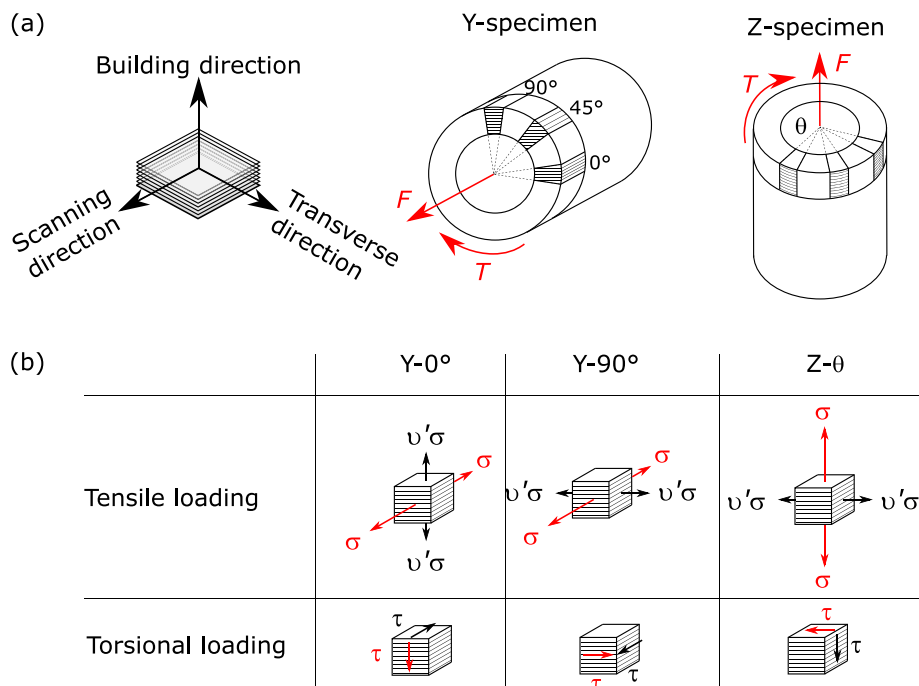 (a)
Y-specimen
Z-specimen
Building direction
Scanning
direction
Transverse
direction
90°
45°
0°
F
T
T
F
θ
(b)
Y-0°
Y-90°
Z-θ
Tensile loading
υ'σ
σ
σ
υ'σ
υ'σ
σ
υ'σ
σ
σ
υ'σ
υ'σ
σ
Torsional loading
τ
τ
τ
τ
τ
τ